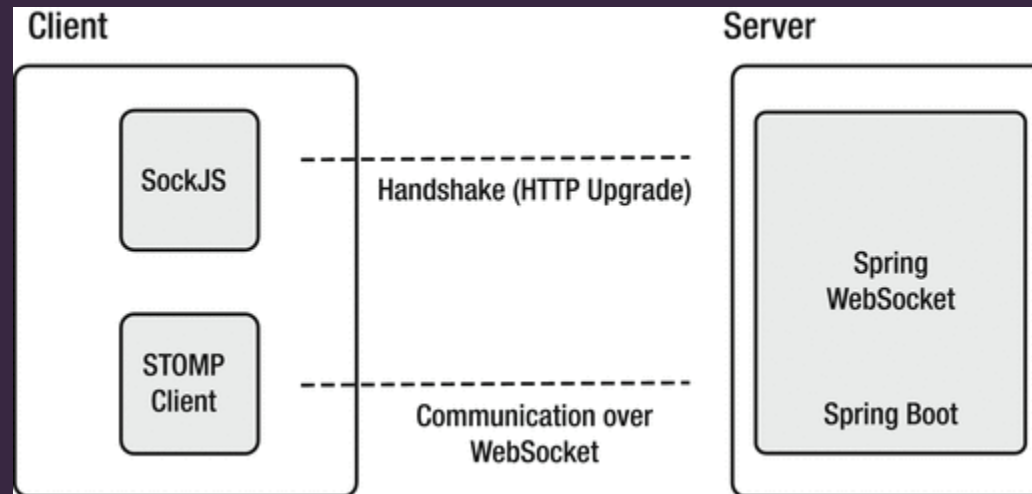 Client
Server
SockJS
Handshake (HTTP Upgrade)
Spring
WebSocket
STOMP
Client
Communication over
WebSocket
Spring Boot